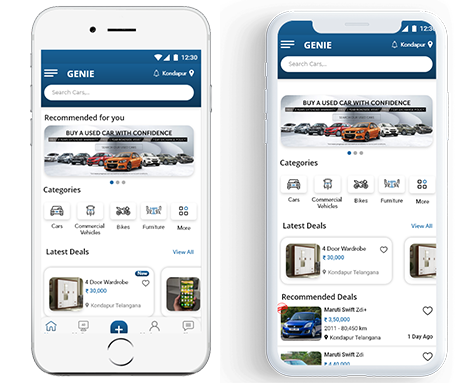 12:30
GENIE
Kondapur
Search Cars...
Recommended for you
BUY A USED CAR WITH CONFIDENCE
Categories
Cars
Commercial Vehicles
Bikes
Furniture
More
Latest Deals
View All
4 Door Wardrobe
New
₹ 30,000
Kondapur Telangana
12:30
GENIE
Kondapur
Search Cars...
BUY A USED CAR WITH CONFIDENCE
Categories
Cars
Commercial Vehicles
Bikes
Furniture
More
Latest Deals
View All
4 Door Wardrobe
₹ 30,000
Kondapur Telangana
Recommended Deals
Maruti Swift Zdi+
₹ 3,50,000
2011 - 80,450 km
Kondapur Telangana
1 Day Ago
Maruti Swift Zdi